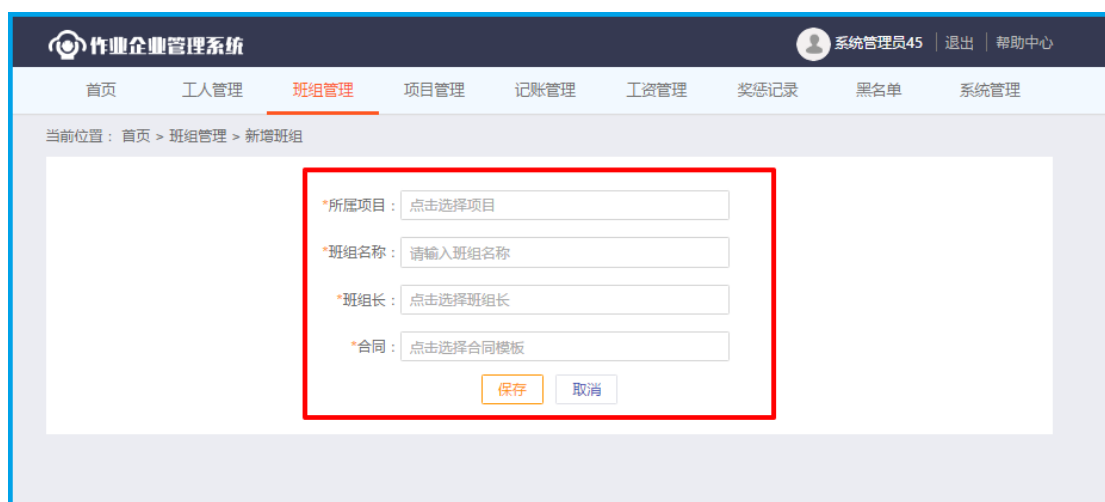 作业企业管理系统 系统管理员45 退出 帮助中心
首页 工人管理 班组管理 项目管理 记账管理 工资管理 奖惩记录 黑名单 系统管理
当前位置： 首页 > 班组管理 > 新增班组
*所属项目： 点击选择项目
*班组名称： 请输入班组名称
*班组长： 点击选择班组长
*合同： 点击选择合同模板
保存 取消